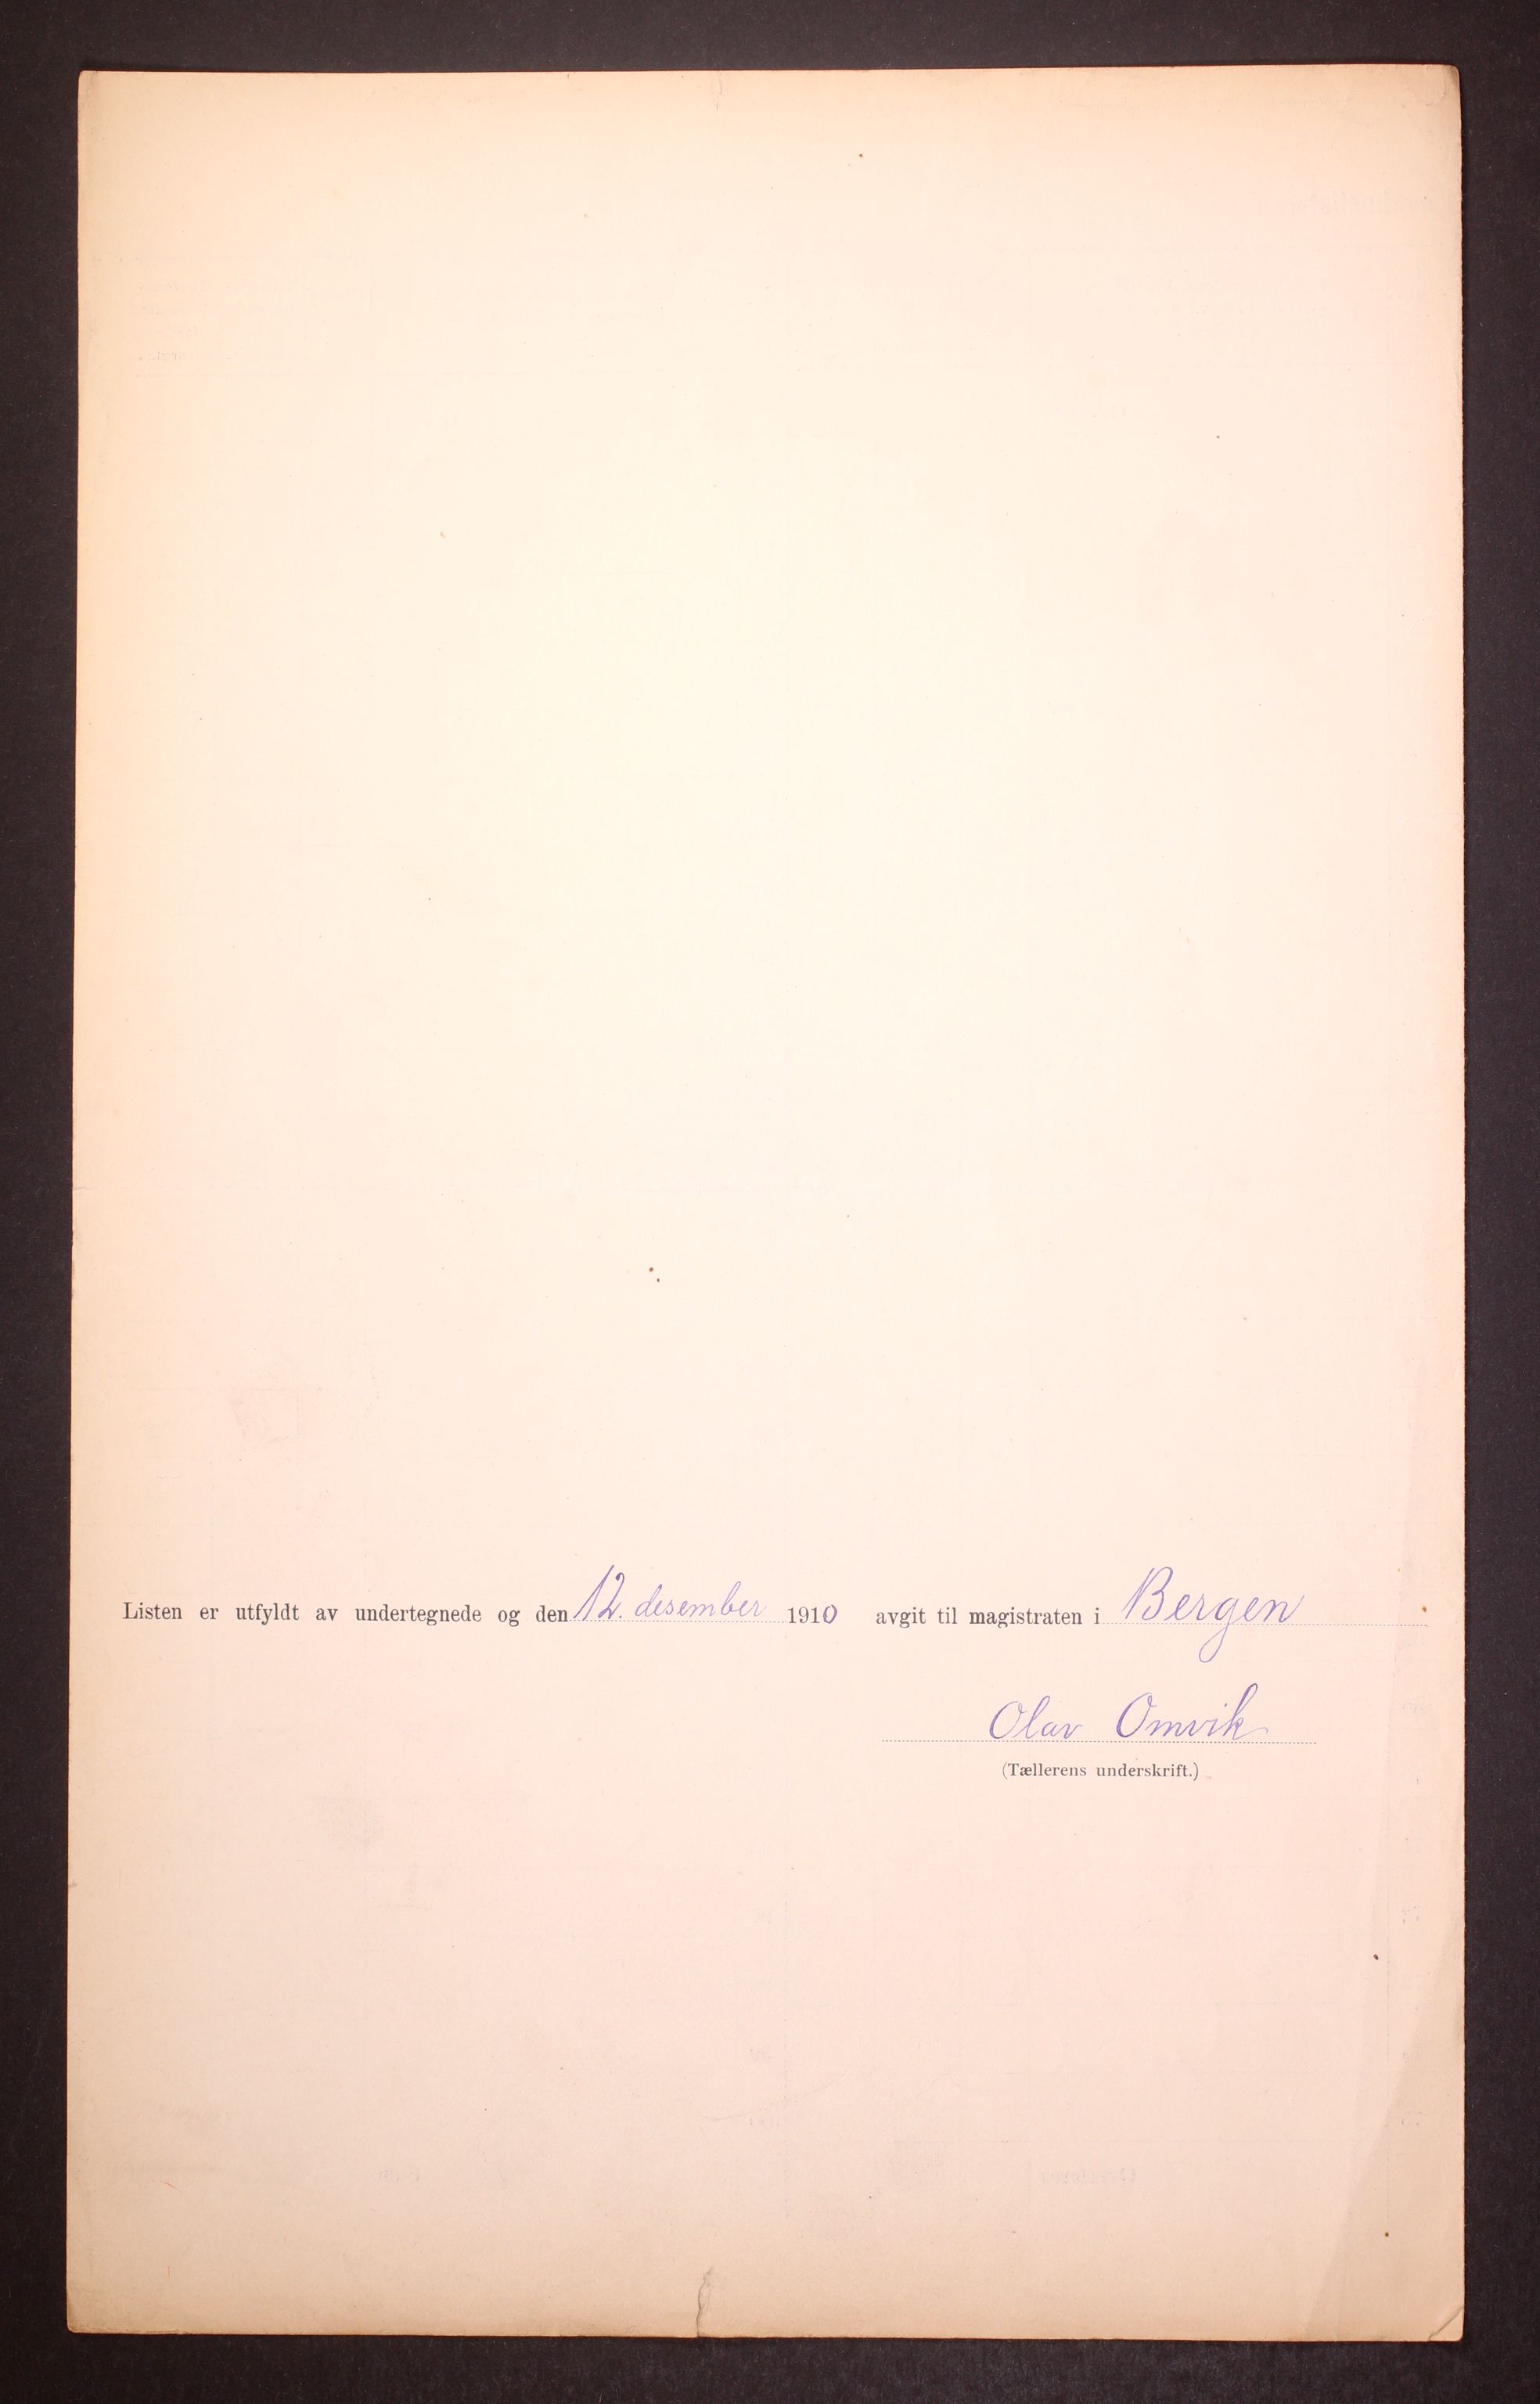 Listen er utfyldt av undertegnede og den 12. desember 1910 avgit til magistraten i Bergen
Olav Omvik
(Tællerens underskrift.)